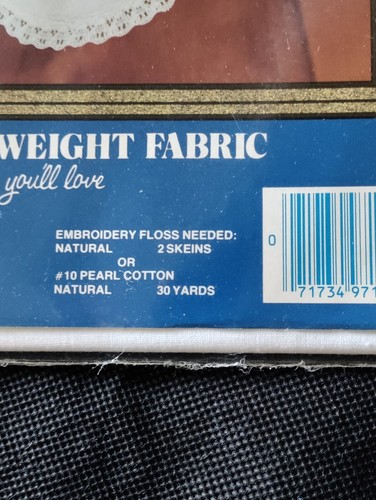 WEIGHT FABRIC
you'll love
EMBROIDERY FLOSS NEEDED:
NATURAL 2 SKEINS
OR
#10 PEARL COTTON
NATURAL 30 YARDS
0 71734 971